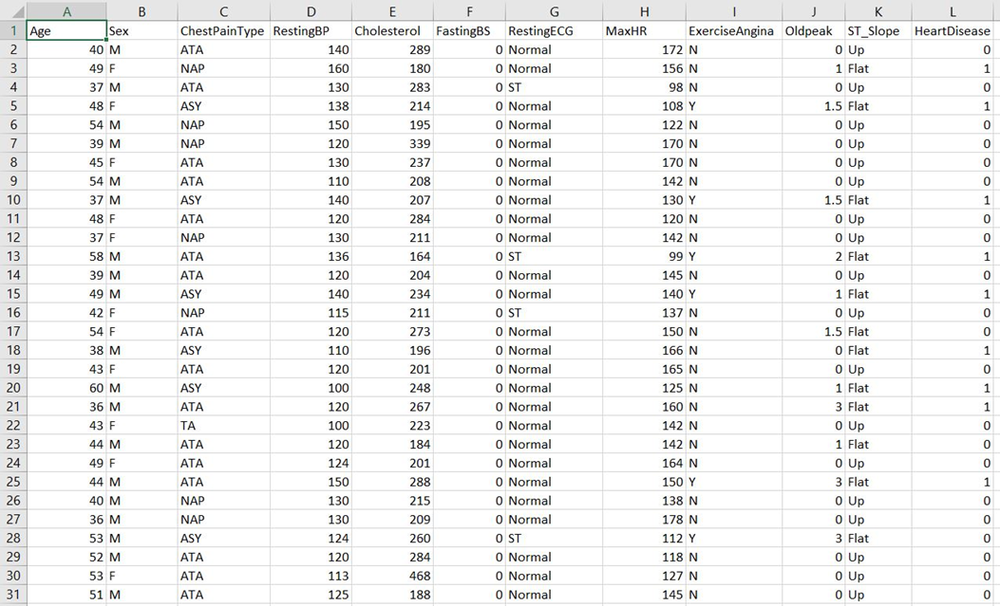 A B C D E F G H I J K L
1 Age Sex ChestPainType RestingBP Cholesterol FastingBS RestingECG MaxHR ExerciseAngina Oldpeak ST_Slope HeartDisease
2 40 M ATA 140 289 0 Normal 172 N 0 Up 0
3 49 F NAP 160 180 0 Normal 156 N 1 Flat 1
4 37 M ATA 130 283 0 ST 98 N 0 Up 0
5 48 F ASY 138 214 0 Normal 108 Y 1.5 Flat 1
6 54 M NAP 150 195 0 Normal 122 N 0 Up 0
7 39 M NAP 120 339 0 Normal 170 N 0 Up 0
8 45 F ATA 130 237 0 Normal 170 N 0 Up 0
9 54 M ATA 110 208 0 Normal 142 N 0 Up 0
10 37 M ASY 140 207 0 Normal 130 Y 1.5 Flat 1
11 48 F ATA 120 284 0 Normal 120 N 0 Up 0
12 37 F NAP 130 211 0 Normal 142 N 0 Up 0
13 58 M ATA 136 164 0 ST 99 Y 2 Flat 1
14 39 M ATA 120 204 0 Normal 145 N 0 Up 0
15 49 M ASY 140 234 0 Normal 140 Y 1 Flat 1
16 42 F NAP 115 211 0 ST 137 N 0 Up 0
17 54 F ATA 120 273 0 Normal 150 N 1.5 Flat 0
18 38 M ASY 110 196 0 Normal 166 N 0 Flat 1
19 43 F ATA 120 201 0 Normal 165 N 0 Up 0
20 60 M ASY 100 248 0 Normal 125 N 1 Flat 1
21 36 M ATA 120 267 0 Normal 160 N 3 Flat 1
22 43 F TA 100 223 0 Normal 142 N 0 Up 0
23 44 M ATA 120 184 0 Normal 142 N 1 Flat 0
24 49 F ATA 124 201 0 Normal 164 N 0 Up 0
25 44 M ATA 150 288 0 Normal 150 Y 3 Flat 1
26 40 M NAP 130 215 0 Normal 138 N 0 Up 0
27 36 M NAP 130 209 0 Normal 178 N 0 Up 0
28 53 M ASY 124 260 0 ST 112 Y 3 Flat 0
29 52 M ATA 120 284 0 Normal 118 N 0 Up 0
30 53 F ATA 113 468 0 Normal 127 N 0 Up 0
31 51 M ATA 125 188 0 Normal 145 N 0 Up 0